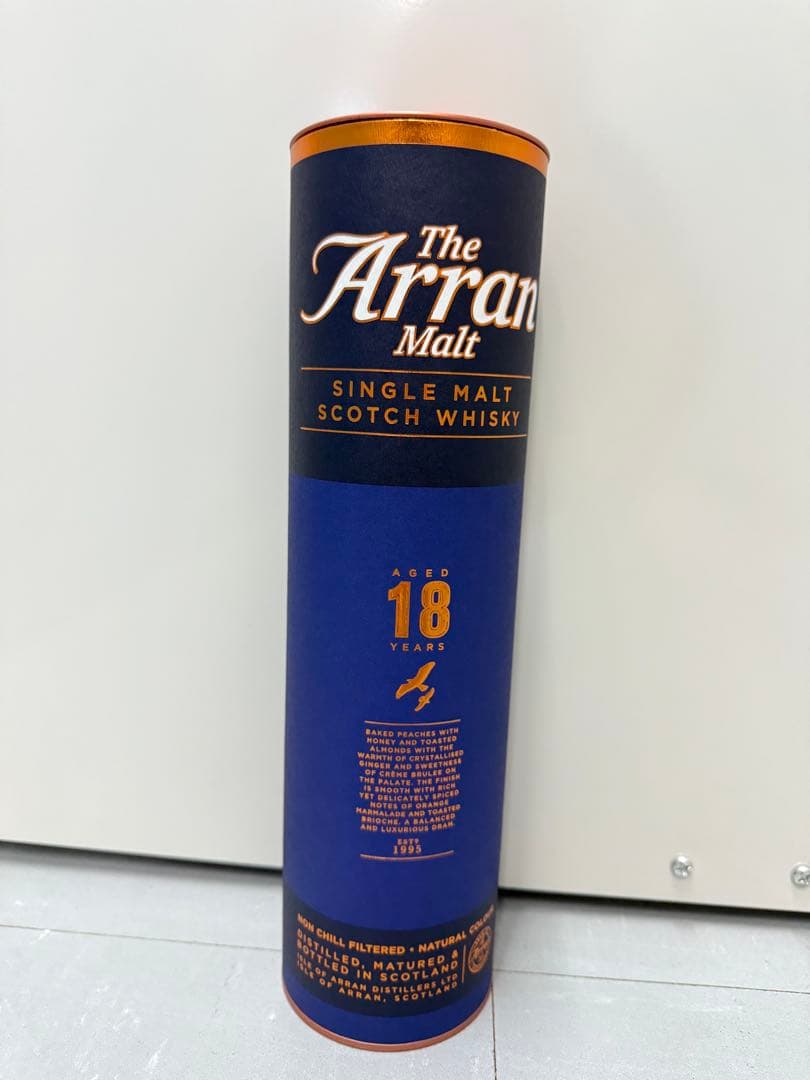 The
Arran
Malt
SINGLE MALT
SCOTCH WHISKY
AGED
18
YEARS
BAKED PEACHES WITH
HONEY AND TOASTED
ALMONDS WITH THE
WARMTH OF CRYSTALLISED
GINGER AND SWEETNESS
OF CRÈME BRULEE ON
THE PALATE. THE FINISH
IS SMOOTH WITH RICH
YET DELICATELY SPICED
NOTES OF ORANGE
MARMALADE AND TOASTED
BRIOCHE. A BALANCED
AND LUXURIOUS DRAM.
ESTD
1995
NON CHILL FILTERED • NATURAL COLOUR
DISTILLED, MATURED &
BOTTLED IN SCOTLAND
ISLE OF ARRAN DISTILLERS LTD
ISLE OF ARRAN, SCOTLAND